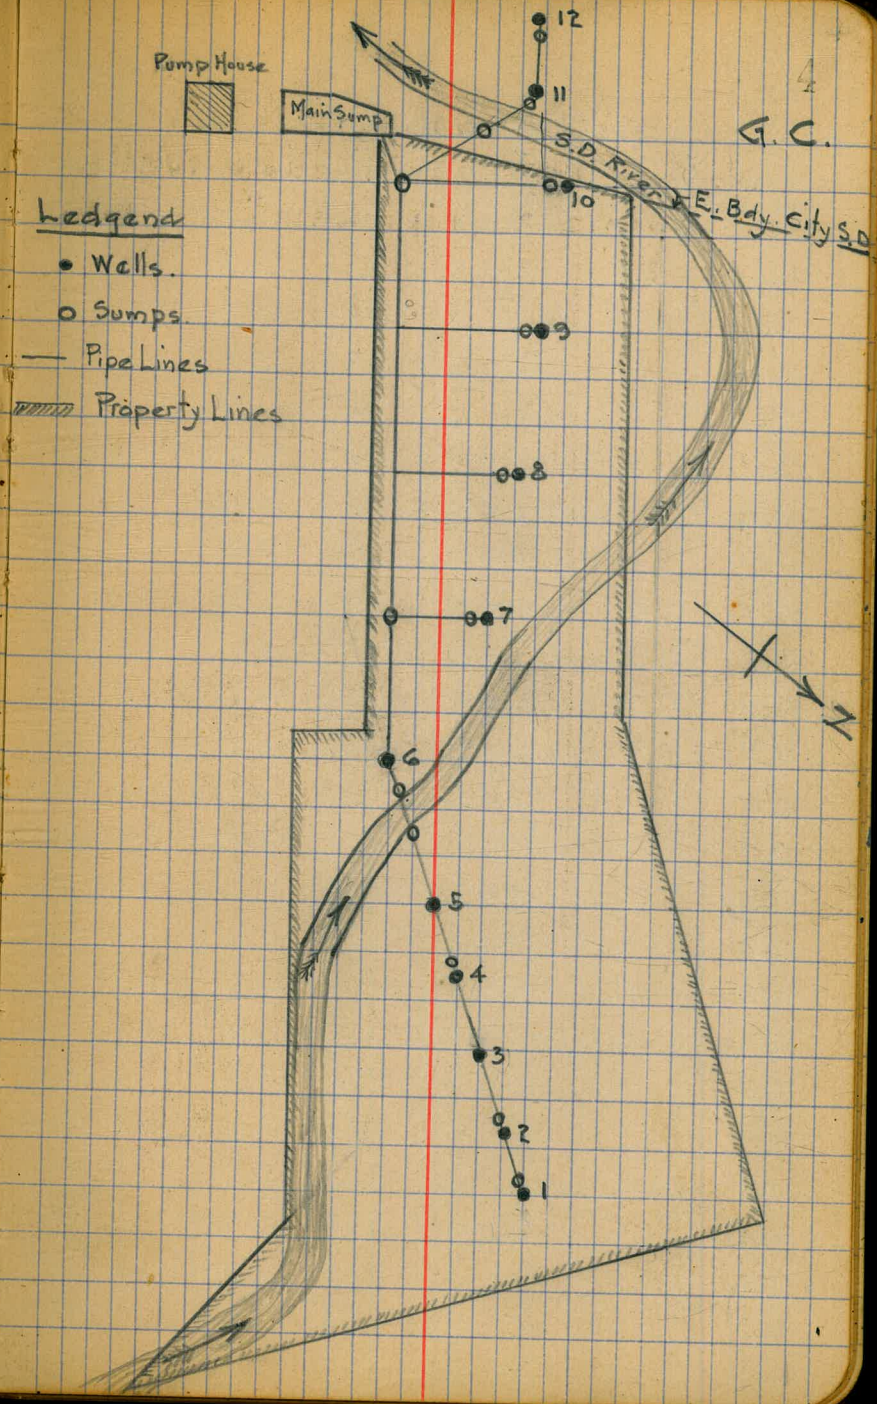 12
Pump House
4
11
Main Sump
G. C.
S.D. River
E. Bdy. City S.D
10
Ledgend
Wells.
Sumps.
9
Pipe Lines
Property Lines
8
7
N
6
5
4
3
2
1